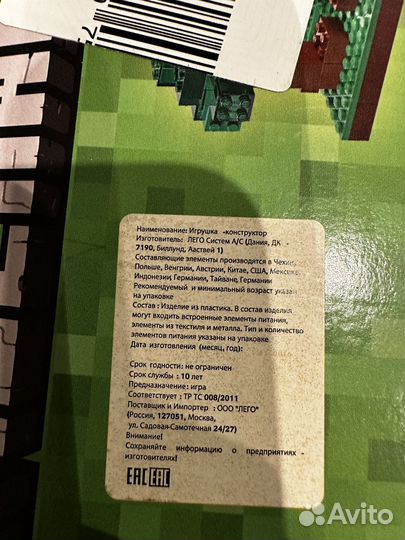 Наименование: Игрушка -конструктор
Изготовитель: ЛЕГО Систем А/С (Дания, ДК -
7190, Биллунд, Ааствей 1)
Составляющие элементы производятся в Чехии,
Польше, Венгрии, Австрии, Китае, США, Мексике,
Индонезии, Германии, Тайване, Германии
Рекомендуемый и минимальный возраст указан
на упаковке
Состав : Изделие из пластика. В состав изделия
могут входить встроенные элементы питания,
элементы из текстиля и металла. Тип и количество
элементов питания указаны на упаковке
Дата изготовления (месяц, год):
Срок годности: не ограничен
Срок службы : 10 лет
Предназначение: игра
Соответствует : ТР ТС 008/2011
Поставщик и Импортер : ООО "ЛЕГО"
(Россия, 127051, Москва,
ул. Садовая-Самотечная 24/27)
Внимание!
Сохраняйте информацию о предприятиях -
изготовителях!
EAC EAC
Avito